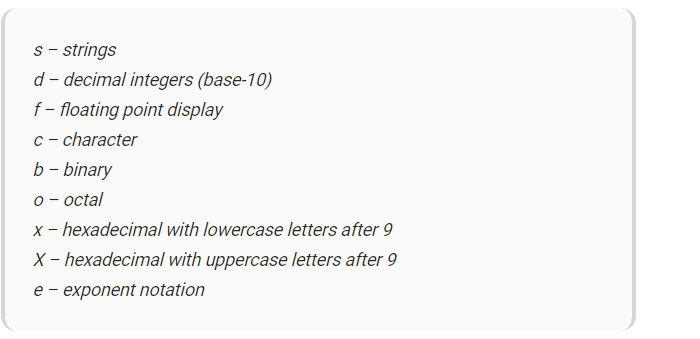 s – strings
d – decimal integers (base-10)
f – floating point display
c – character
b – binary
o – octal
x – hexadecimal with lowercase letters after 9
X – hexadecimal with uppercase letters after 9
e – exponent notation